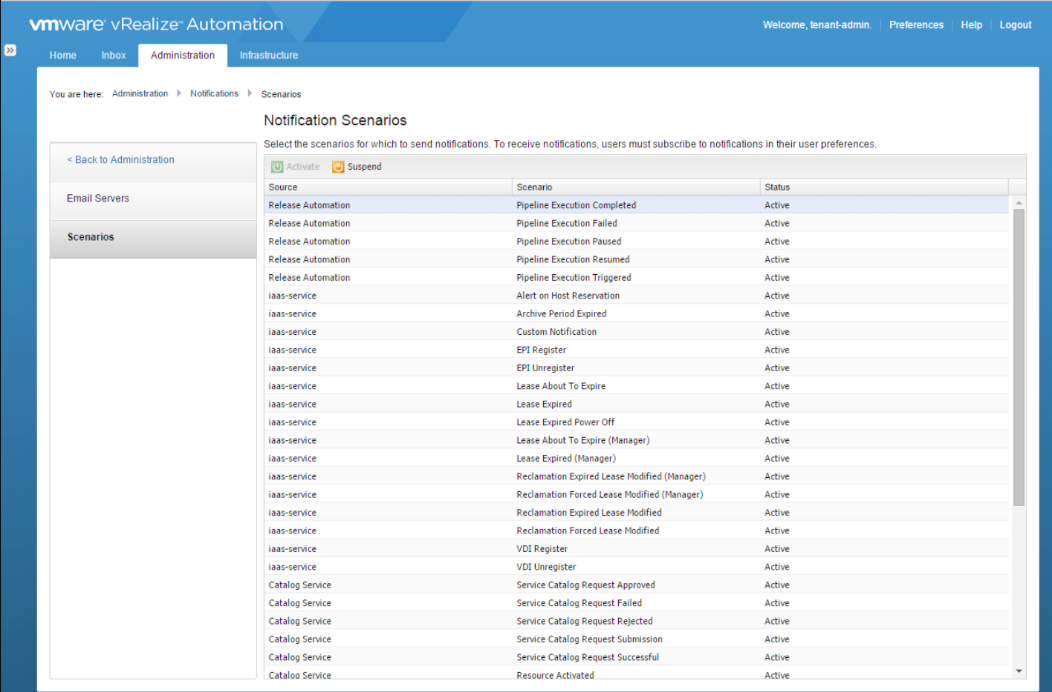 vmware vRealize™ Automation
Welcome, tenant-admin. Preferences Help Logout
Home Inbox Administration Infrastructure
You are here: Administration Notifications Scenarios
Notification Scenarios
Select the scenarios for which to send notifications. To receive notifications, users must subscribe to notifications in their user preferences.
< Back to Administration
Email Servers
Scenarios
Activate Suspend
Source Scenario Status
Release Automation Pipeline Execution Completed Active
Release Automation Pipeline Execution Failed Active
Release Automation Pipeline Execution Paused Active
Release Automation Pipeline Execution Resumed Active
Release Automation Pipeline Execution Triggered Active
iaas-service Alert on Host Reservation Active
iaas-service Archive Period Expired Active
iaas-service Custom Notification Active
iaas-service EPI Register Active
iaas-service EPI Unregister Active
iaas-service Lease About To Expire Active
iaas-service Lease Expired Active
iaas-service Lease Expired Power Off Active
iaas-service Lease About To Expire (Manager) Active
iaas-service Lease Expired (Manager) Active
iaas-service Reclamation Expired Lease Modified (Manager) Active
iaas-service Reclamation Forced Lease Modified (Manager) Active
iaas-service Reclamation Expired Lease Modified Active
iaas-service Reclamation Forced Lease Modified Active
iaas-service VDI Register Active
iaas-service VDI Unregister Active
Catalog Service Service Catalog Request Approved Active
Catalog Service Service Catalog Request Failed Active
Catalog Service Service Catalog Request Rejected Active
Catalog Service Service Catalog Request Submission Active
Catalog Service Service Catalog Request Successful Active
Catalog Service Resource Activated Active